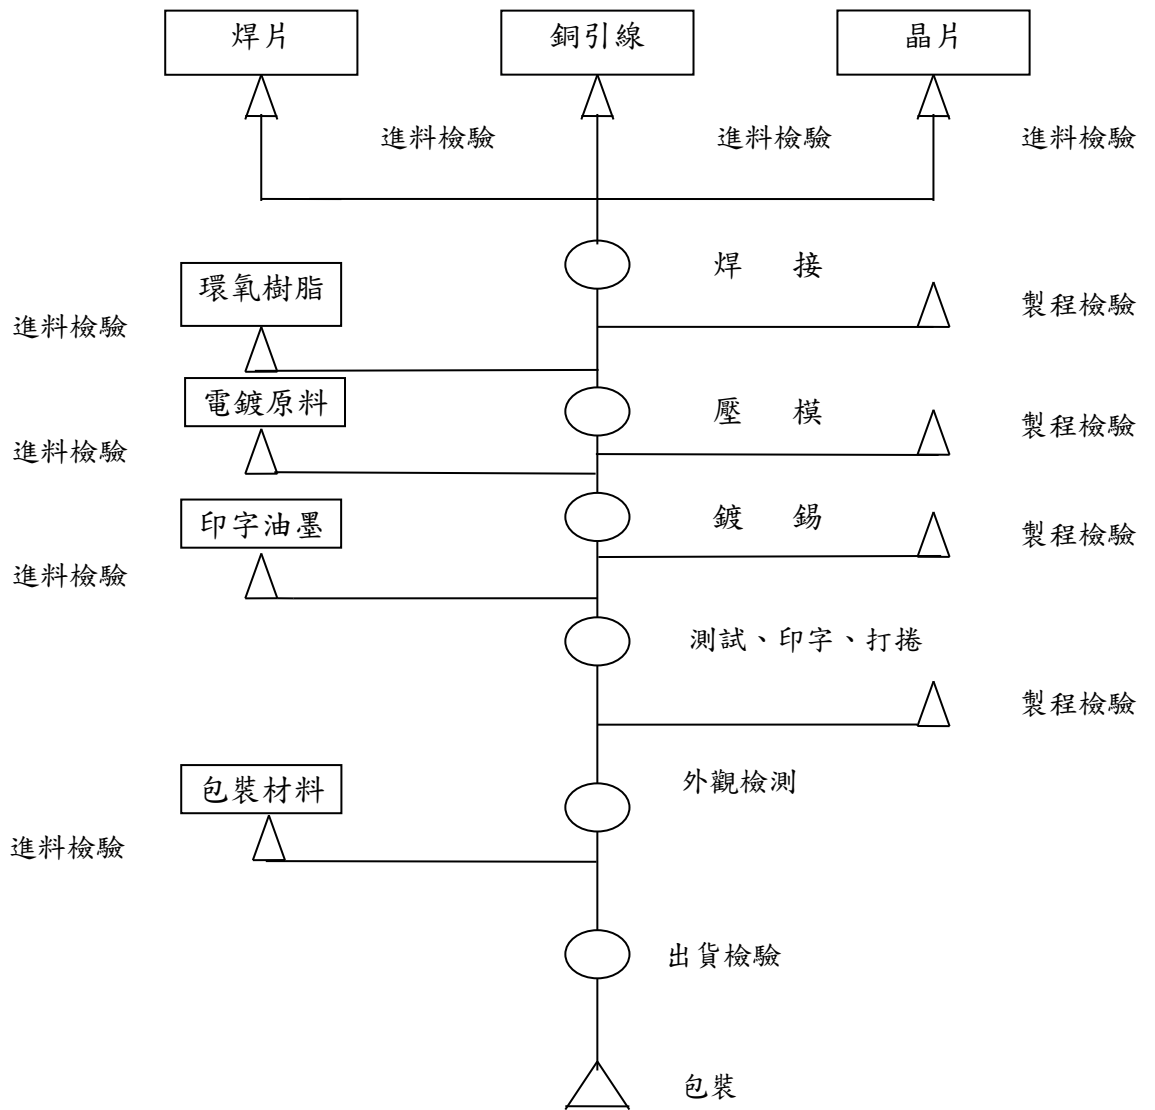 焊片
銅引線
晶片
進料檢驗
進料檢驗
進料檢驗
焊 接
環氧樹脂
進料檢驗
製程檢驗
電鍍原料
壓 模
進料檢驗
製程檢驗
印字油墨
鍍 錫
進料檢驗
製程檢驗
測試、印字、打捲
製程檢驗
包裝材料
外觀檢測
進料檢驗
出貨檢驗
包裝